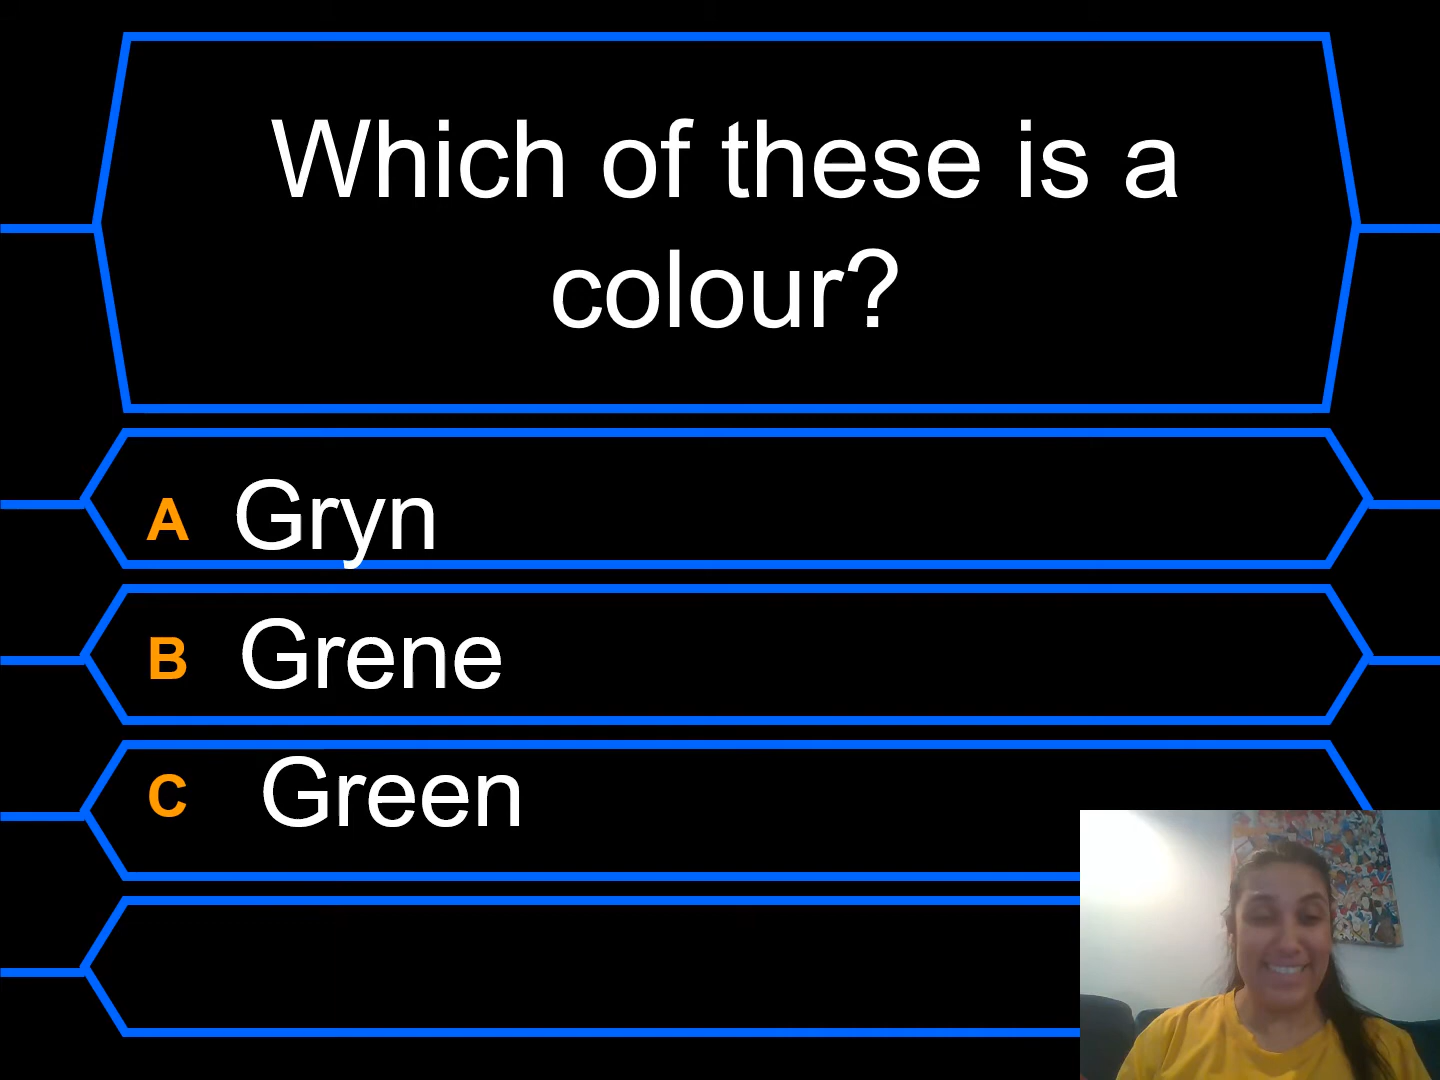 Which of these is a
colour?
A Gryn
B Grene
C Green